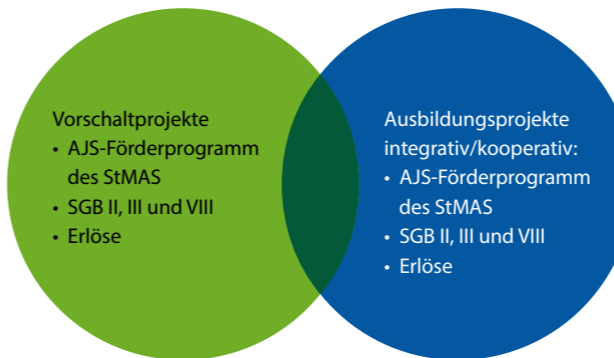 Vorschaltprojekte
• AJS-Förderprogramm
des StMAS
• SGB II, III und VIII
• Erlöse
Ausbildungsprojekte
integrativ/kooperativ:
• AJS-Förderprogramm
des StMAS
• SGB II, III und VIII
• Erlöse